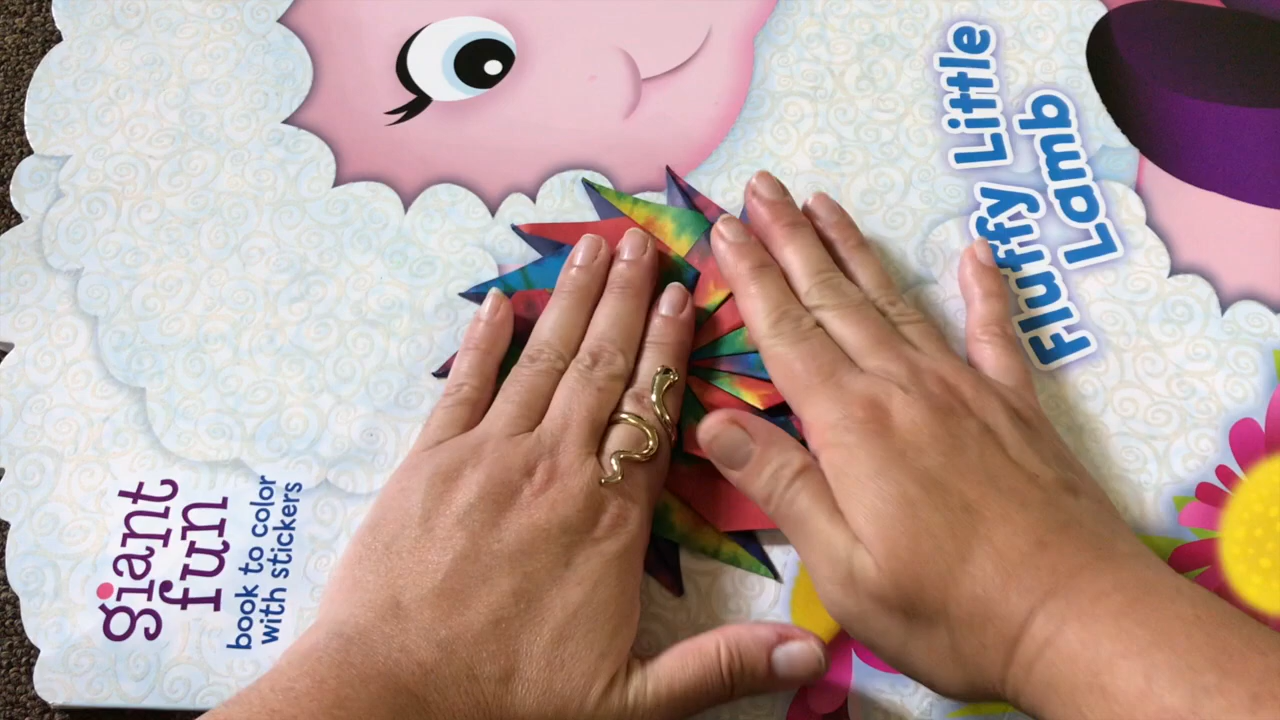 Fluffy Little
Lamb
giant
fun
book to color
with stickers